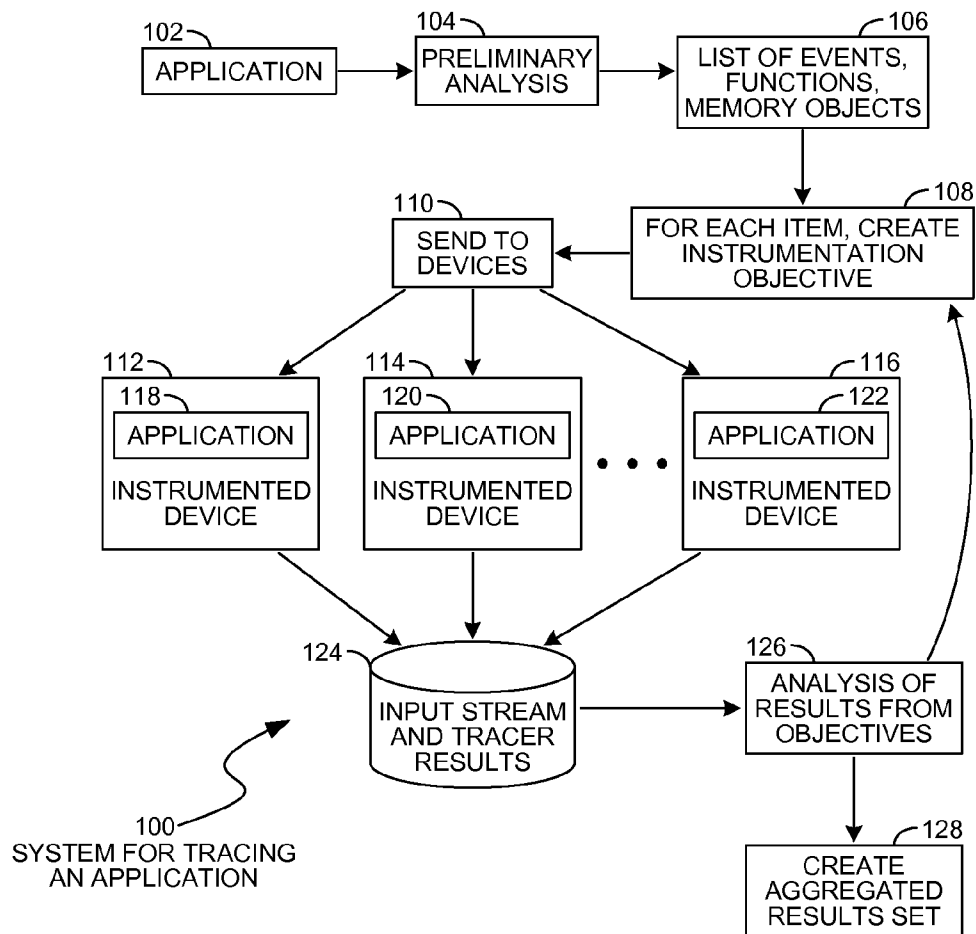 102
APPLICATION
104
PRELIMINARY
ANALYSIS
106
LIST OF EVENTS,
FUNCTIONS,
MEMORY OBJECTS
108
FOR EACH ITEM, CREATE
INSTRUMENTATION
OBJECTIVE
110
SEND TO
DEVICES
112
118
APPLICATION
INSTRUMENTED
DEVICE
114
120
APPLICATION
INSTRUMENTED
DEVICE
116
122
APPLICATION
INSTRUMENTED
DEVICE
124
INPUT STREAM
AND TRACER
RESULTS
126
ANALYSIS OF
RESULTS FROM
OBJECTIVES
128
CREATE
AGGREGATED
RESULTS SET
100
SYSTEM FOR TRACING
AN APPLICATION